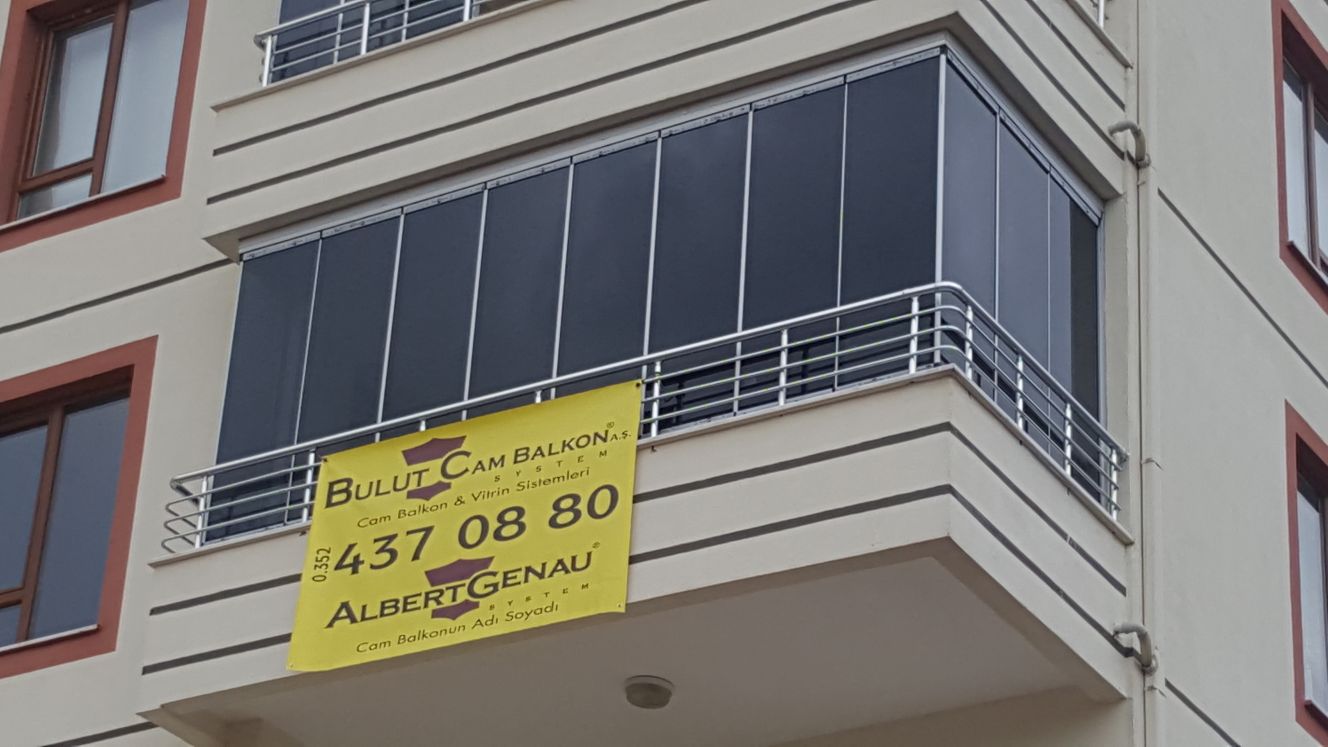 BULUT CAM BALKON® A.Ş.
SYSTEM
Cam Balkon & Vitrin Sistemleri
0.352 437 08 80
ALBERTGENAU®
SYSTEM
Cam Balkonun Adı Soyadı